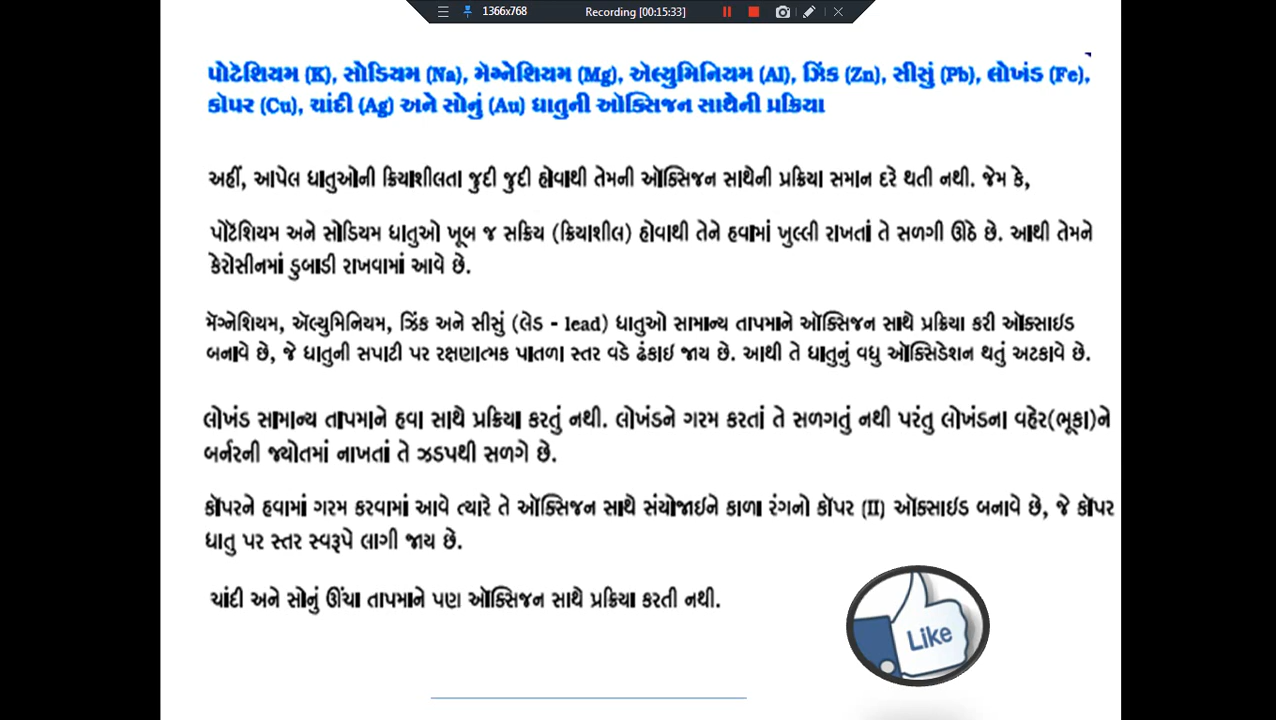 1366x768 Recording [00:15:33]
પોટેશિયમ (K), સોડિયમ (Na), મૅગ્નેશિયમ (Mg), ઍલ્યુમિનિયમ (Al), ઝિંક (Zn), સીસું (Pb), લોખંડ (Fe),
કૉપર (Cu), ચાંદી (Ag) અને સોનું (Au) ધાતુની ઑક્સિજન સાથેની પ્રક્રિયા
અહીં, આપેલ ધાતુઓની ક્રિયાશીલતા જુદી જુદી હોવાથી તેમની ઑક્સિજન સાથેની પ્રક્રિયા સમાન દરે થતી નથી. જેમ કે,
પોટૅશિયમ અને સોડિયમ ધાતુઓ ખૂબ જ સક્રિય (ક્રિયાશીલ) હોવાથી તેને હવામાં ખુલ્લી રાખતાં તે સળગી ઊઠે છે. આથી તેમને
કેરોસીનમાં ડુબાડી રાખવામાં આવે છે.
મૅગ્નેશિયમ, ઍલ્યુમિનિયમ, ઝિંક અને સીસું (લેડ - lead) ધાતુઓ સામાન્ય તાપમાને ઑક્સિજન સાથે પ્રક્રિયા કરી ઑક્સાઇડ
બનાવે છે, જે ધાતુની સપાટી પર રક્ષણાત્મક પાતળા સ્તર વડે ઢંકાઇ જાય છે. આથી તે ધાતુનું વધુ ઑક્સિડેશન થતું અટકાવે છે.
લોખંડ સામાન્ય તાપમાને હવા સાથે પ્રક્રિયા કરતું નથી. લોખંડને ગરમ કરતાં તે સળગતું નથી પરંતુ લોખંડના વહેર(ભૂકા)ને
બર્નરની જ્યોતમાં નાખતાં તે ઝડપથી સળગે છે.
કૉપરને હવામાં ગરમ કરવામાં આવે ત્યારે તે ઑક્સિજન સાથે સંયોજાઈને કાળા રંગનો કૉપર (II) ઑક્સાઈડ બનાવે છે, જે કૉપર
ધાતુ પર સ્તર સ્વરૂપે લાગી જાય છે.
ચાંદી અને સોનું ઊંચા તાપમાને પણ ઑક્સિજન સાથે પ્રક્રિયા કરતી નથી.
Like